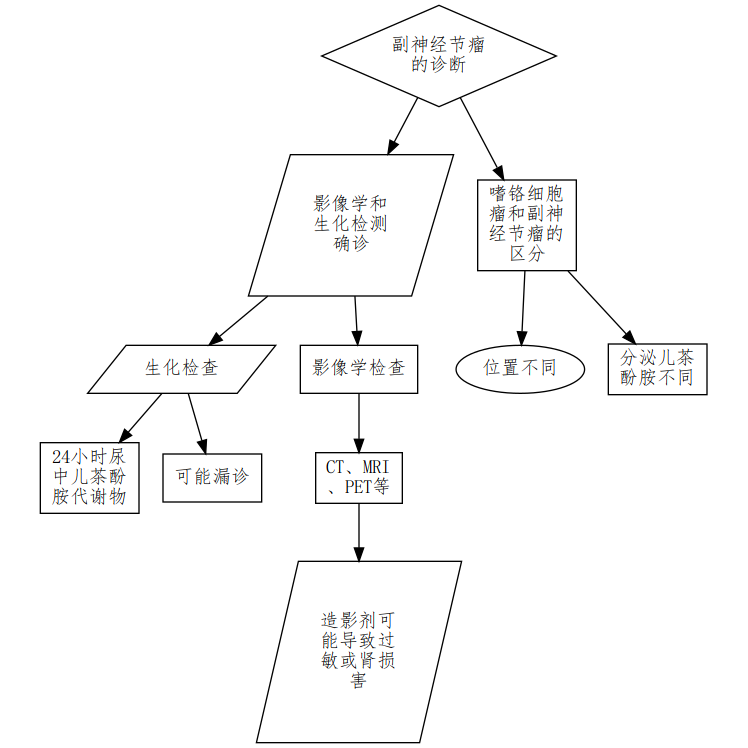 副神经节瘤
的诊断
影像学和
生化检测
确诊
嗜铬细胞
瘤和副神
经节瘤的
区分
生化检查
影像学检查
位置不同
分泌儿茶
酚胺不同
24小时尿
中儿茶酚
胺代谢物
可能漏诊
CT、MRI
、PET等
造影剂可
能导致过
敏或肾损
害